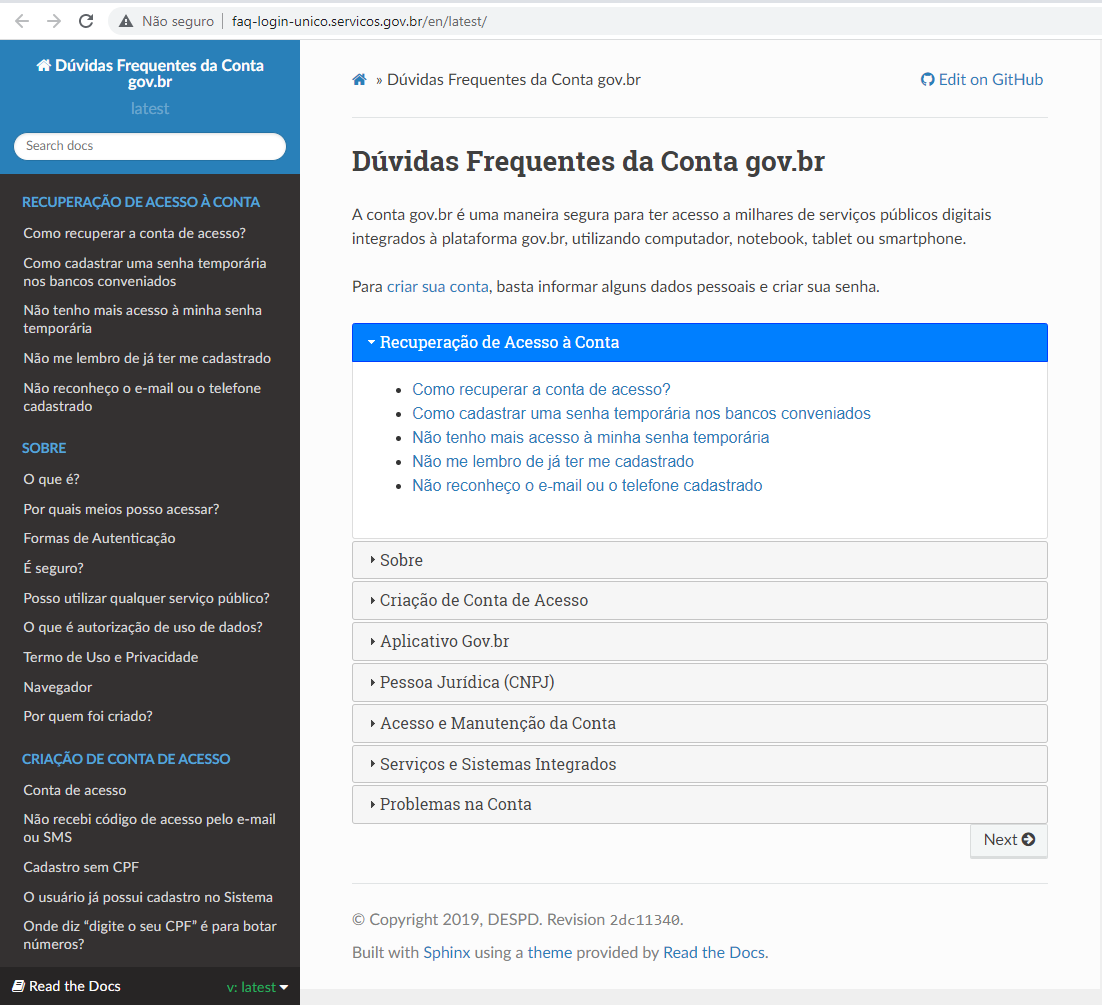 Não seguro
faq-login-unico.servicos.gov.br/en/latest/
Dúvidas Frequentes da Conta
gov.br
latest
Search docs
RECUPERAÇÃO DE ACESSO À CONTA
Como recuperar a conta de acesso?
Como cadastrar uma senha temporária
nos bancos conveniados
Não tenho mais acesso à minha senha
temporária
Não me lembro de já ter me cadastrado
Não reconheço o e-mail ou o telefone
cadastrado
SOBRE
O que é?
Por quais meios posso acessar?
Formas de Autenticação
É seguro?
Posso utilizar qualquer serviço público?
O que é autorização de uso de dados?
Termo de Uso e Privacidade
Navegador
Por quem foi criado?
CRIAÇÃO DE CONTA DE ACESSO
Conta de acesso
Não recebi código de acesso pelo e-mail
ou SMS
Cadastro sem CPF
O usuário já possui cadastro no Sistema
Onde diz “digite o seu CPF” é para botar
números?
Read the Docs
v: latest
» Dúvidas Frequentes da Conta gov.br
Edit on GitHub
Dúvidas Frequentes da Conta gov.br
A conta gov.br é uma maneira segura para ter acesso a milhares de serviços públicos digitais
integrados à plataforma gov.br, utilizando computador, notebook, tablet ou smartphone.
Para criar sua conta, basta informar alguns dados pessoais e criar sua senha.
Recuperação de Acesso à Conta
• Como recuperar a conta de acesso?
• Como cadastrar uma senha temporária nos bancos conveniados
• Não tenho mais acesso à minha senha temporária
• Não me lembro de já ter me cadastrado
• Não reconheço o e-mail ou o telefone cadastrado
Sobre
Criação de Conta de Acesso
Aplicativo Gov.br
Pessoa Jurídica (CNPJ)
Acesso e Manutenção da Conta
Serviços e Sistemas Integrados
Problemas na Conta
Next
© Copyright 2019, DESPD. Revision 2dc11340.
Built with Sphinx using a theme provided by Read the Docs.